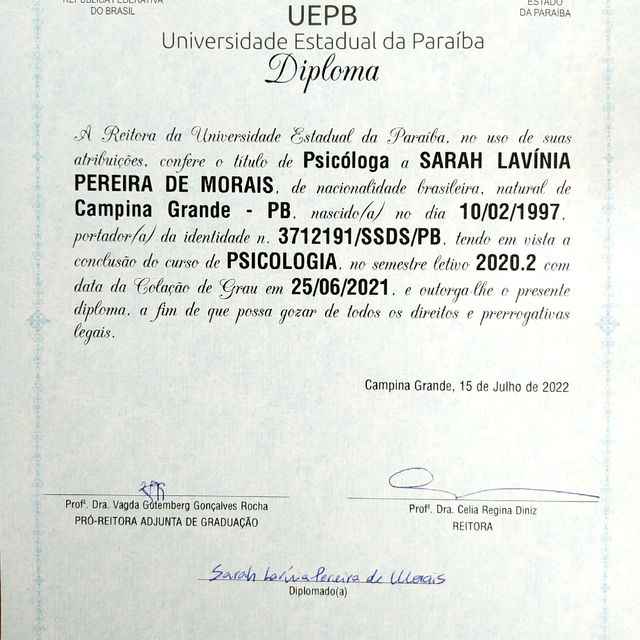 REPÚBLICA FEDERATIVA
DO BRASIL
ESTADO
DA PARAÍBA
UEPB
Universidade Estadual da Paraíba
Diploma
A Reitora da Universidade Estadual da Paraíba, no uso de suas
atribuições, confere o título de Psicóloga a SARAH LAVÍNIA
PEREIRA DE MORAIS, de nacionalidade brasileira, natural de
Campina Grande - PB, nascido(a) no dia 10/02/1997,
portador(a) da identidade n. 3712191/SSDS/PB, tendo em vista a
conclusão do curso de PSICOLOGIA, no semestre letivo 2020.2 com
data da Colação de Grau em 25/06/2021, e outorga-lhe o presente
diploma, a fim de que possa gozar de todos os direitos e prerrogativas
legais.
Campina Grande, 15 de Julho de 2022
Profª. Dra. Vagda Gutemberg Gonçalves Rocha
PRÓ-REITORA ADJUNTA DE GRADUAÇÃO
Profª. Dra. Celia Regina Diniz
REITORA
Sarah Lavínia Pereira de Morais
Diplomado(a)